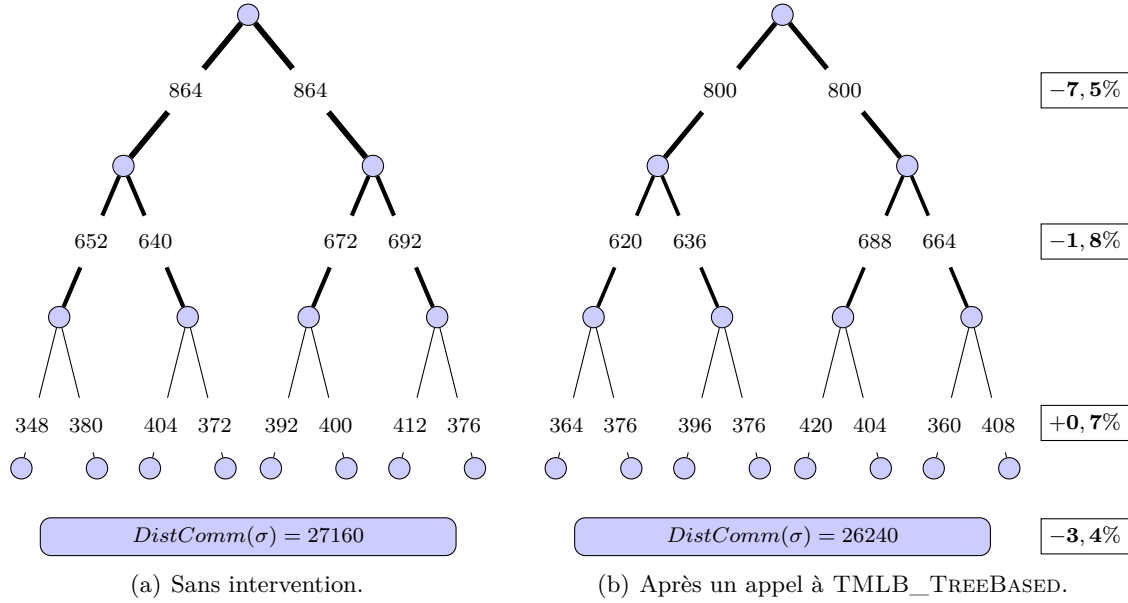 864 864 800 800 −7, 5%
652 640 672 692 620 636 688 664 −1, 8%
348 380 404 372 392 400 412 376 364 376 396 376 420 404 360 408 +0, 7%
DistComm(σ) = 27160 DistComm(σ) = 26240 −3, 4%
(a) Sans intervention. (b) Après un appel à TMLB_TREEBASED.